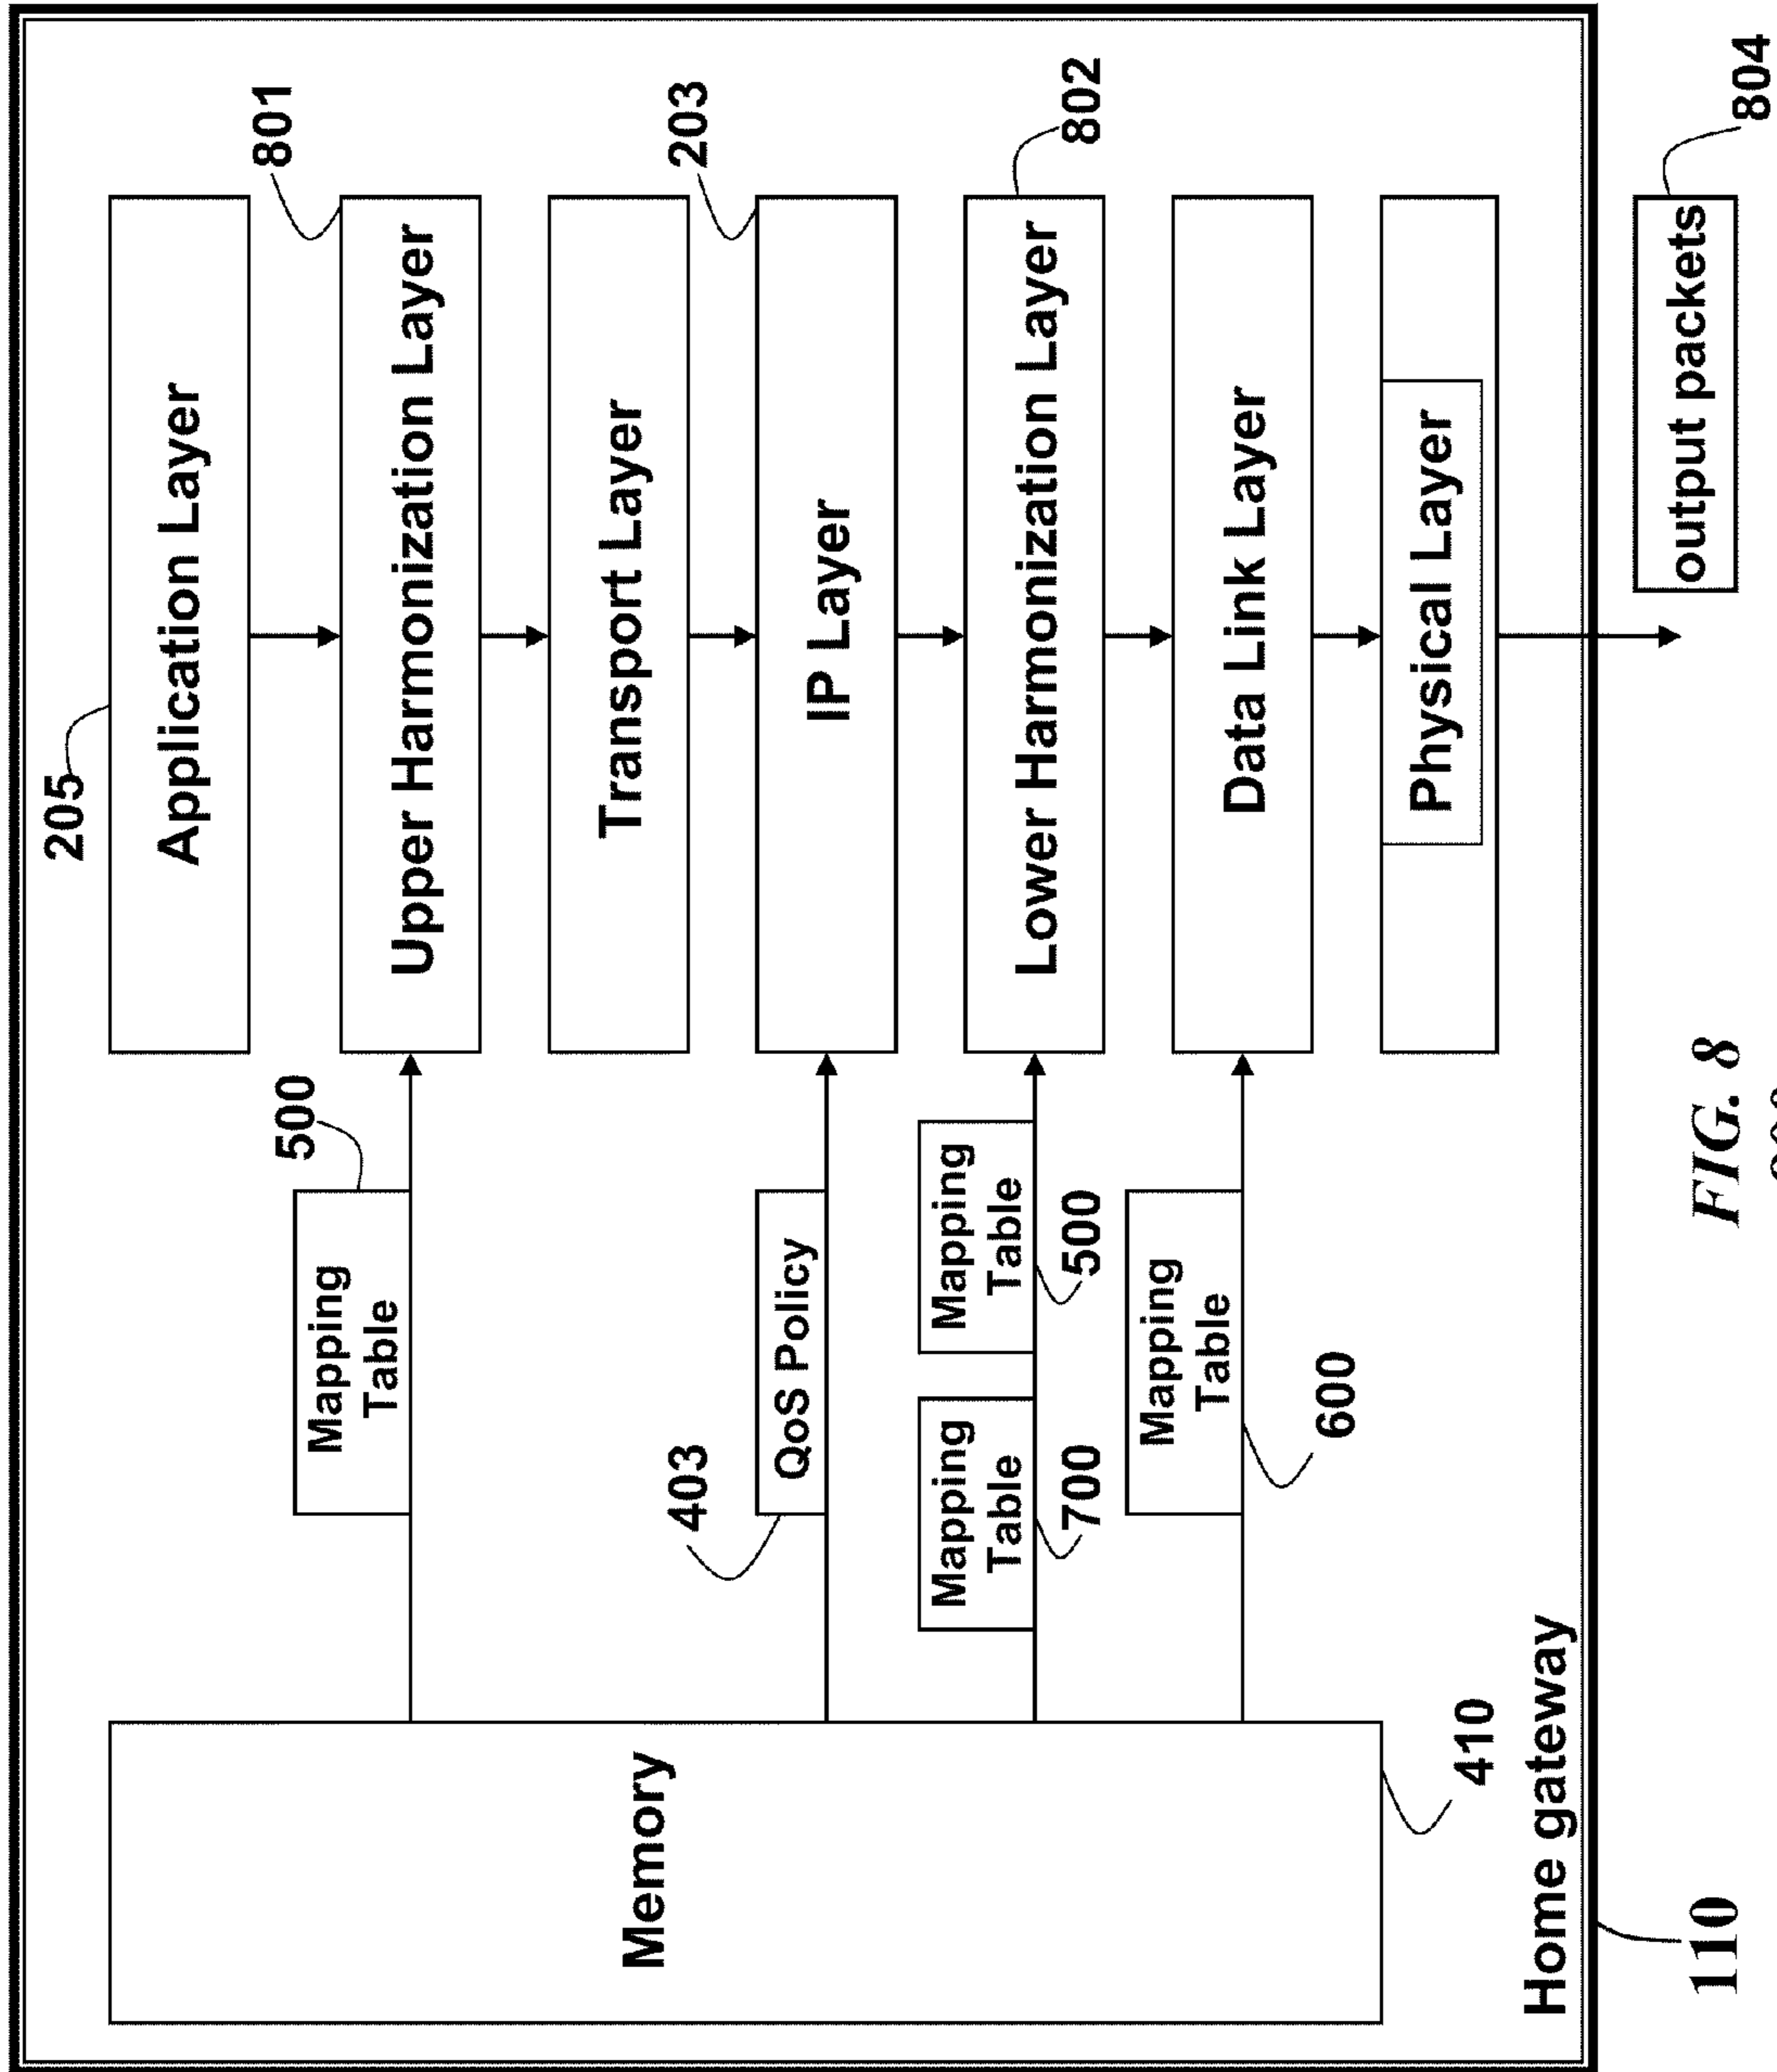 205
Application Layer
801
Upper Harmonization Layer
500
Mapping
Table
Transport Layer
203
IP Layer
403
QoS Policy
Memory
802
Lower Harmonization Layer
Mapping
Table
700
Mapping
Table
500
Data Link Layer
Mapping
Table
600
Physical Layer
410
Home gateway
110
output packets
804
FIG. 8